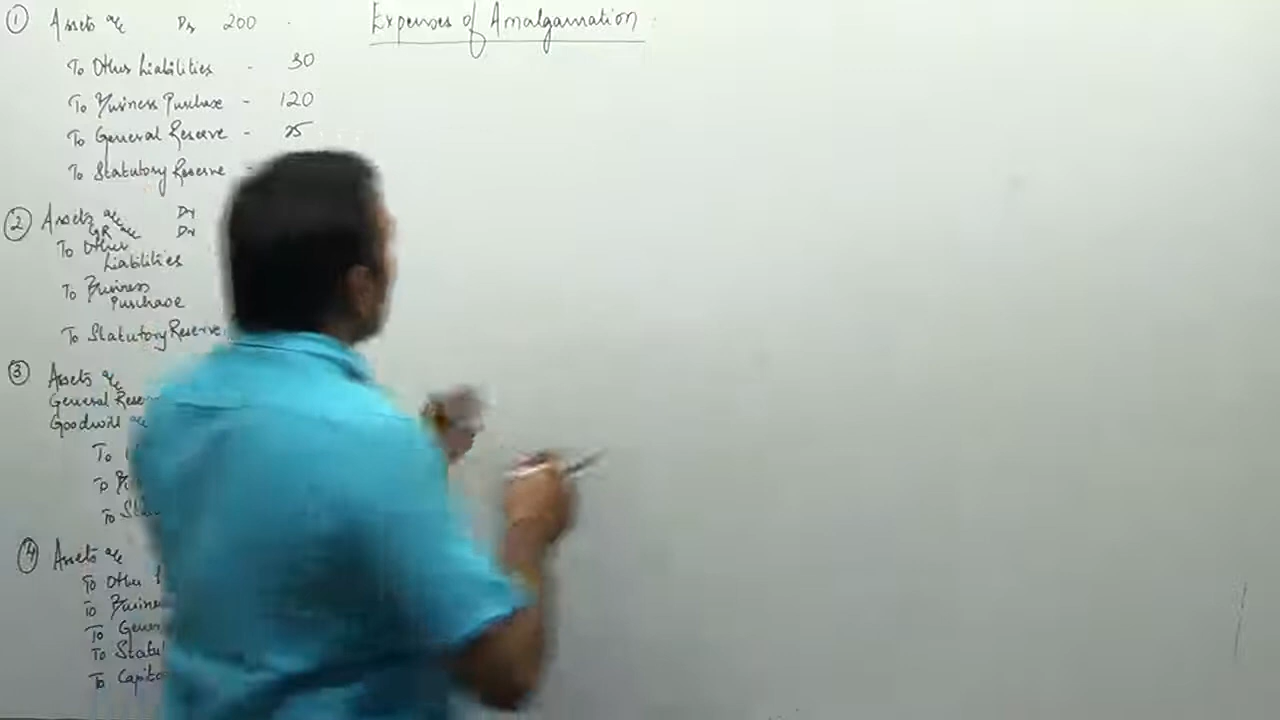 ① Assets a/c Dr 200
To Other Liabilities - 30
To Business Purchase - 120
To General Reserve - 25
To Statutory Reserve -
② Assets a/c Dr
GR a/c Dr
To Other
Liabilities
To Business
Purchase
To Statutory Reserve
③ Assets a/c
General Rese
Goodwill a/c
To
To
To Sta
④ Assets a/c
To Other
To Busine
To Gener
To Statu
To Capita
Expenses of Amalgamation :